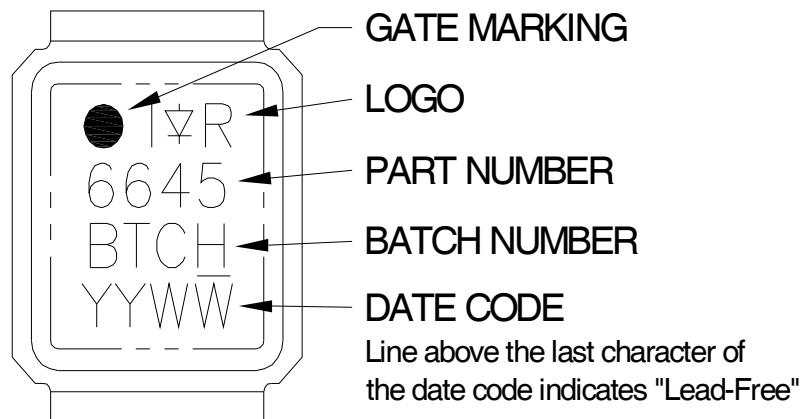 GATE MARKING
I R
LOGO
6645
PART NUMBER
BTCH
BATCH NUMBER
YYWW
DATE CODE
Line above the last character of
the date code indicates "Lead-Free"